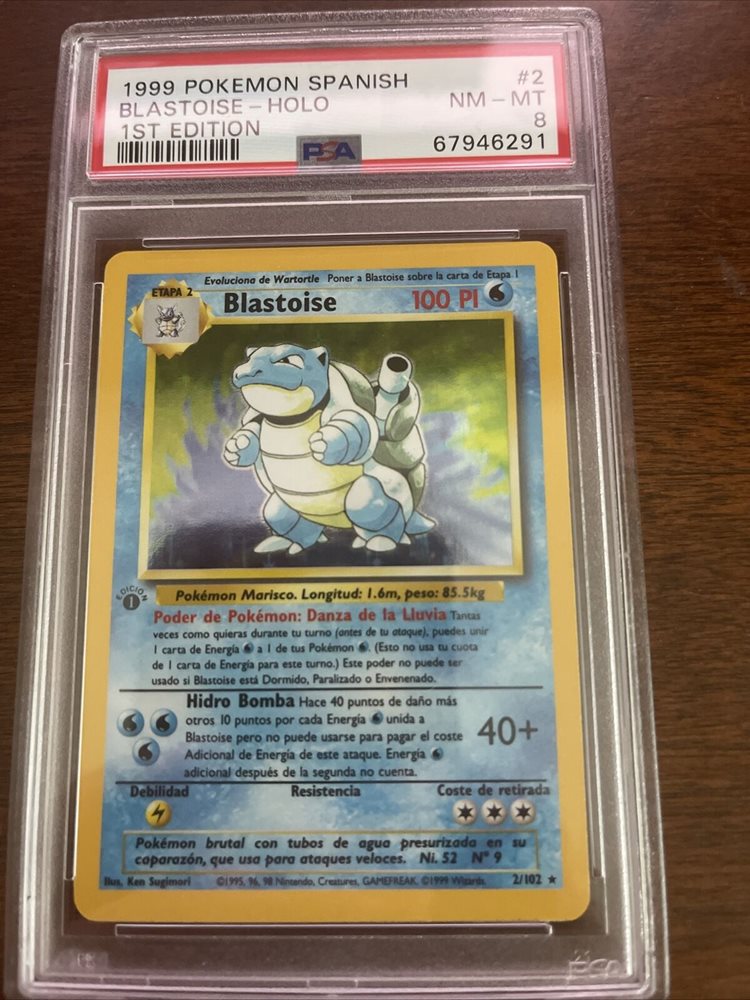 1999 POKEMON SPANISH #2
BLASTOISE – HOLO NM – MT
1ST EDITION 8
PSA 67946291
Evoluciona de Wartortle Poner a Blastoise sobre la carta de Etapa 1
ETAPA 2
Blastoise 100 PI
Pokémon Marisco. Longitud: 1.6m, peso: 85.5kg
EDICIÓN
1
Poder de Pokémon: Danza de la Lluvia Tantas
veces como quieras durante tu turno (antes de tu ataque), puedes unir
1 carta de Energía a 1 de tus Pokémon . (Esto no usa tu cuota
de 1 carta de Energía para este turno.) Este poder no puede ser
usado si Blastoise está Dormido, Paralizado o Envenenado.
Hidro Bomba Hace 40 puntos de daño más
otros 10 puntos por cada Energía unida a
Blastoise pero no puede usarse para pagar el coste
Adicional de Energía de este ataque. Energía
adicional después de la segunda no cuenta.
40+
Debilidad Resistencia Coste de retirada
Pokémon brutal con tubos de agua presurizada en su
caparazón, que usa para ataques veloces. Ni. 52 Nº 9
Ilus. Ken Sugimori ©1995, 96, 98 Nintendo, Creatures, GAMEFREAK. ©1999 Wizards. 2/102 ★